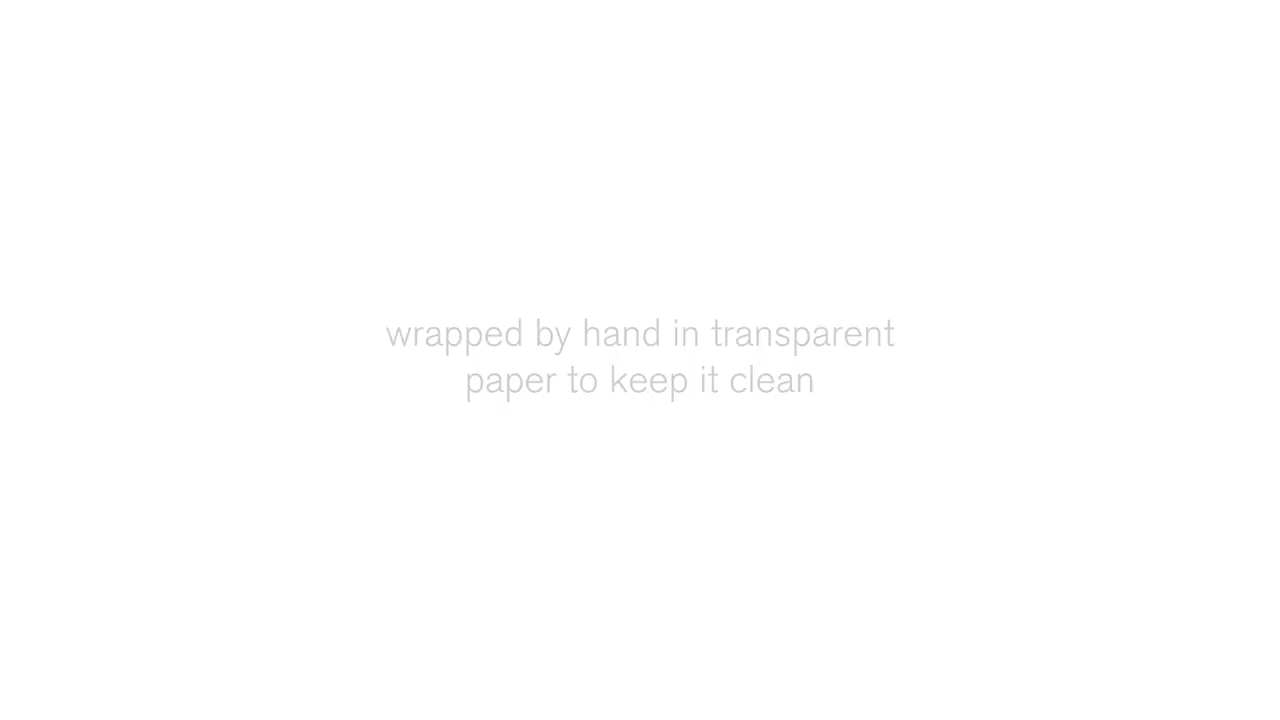 wrapped by hand in transparent
paper to keep it clean